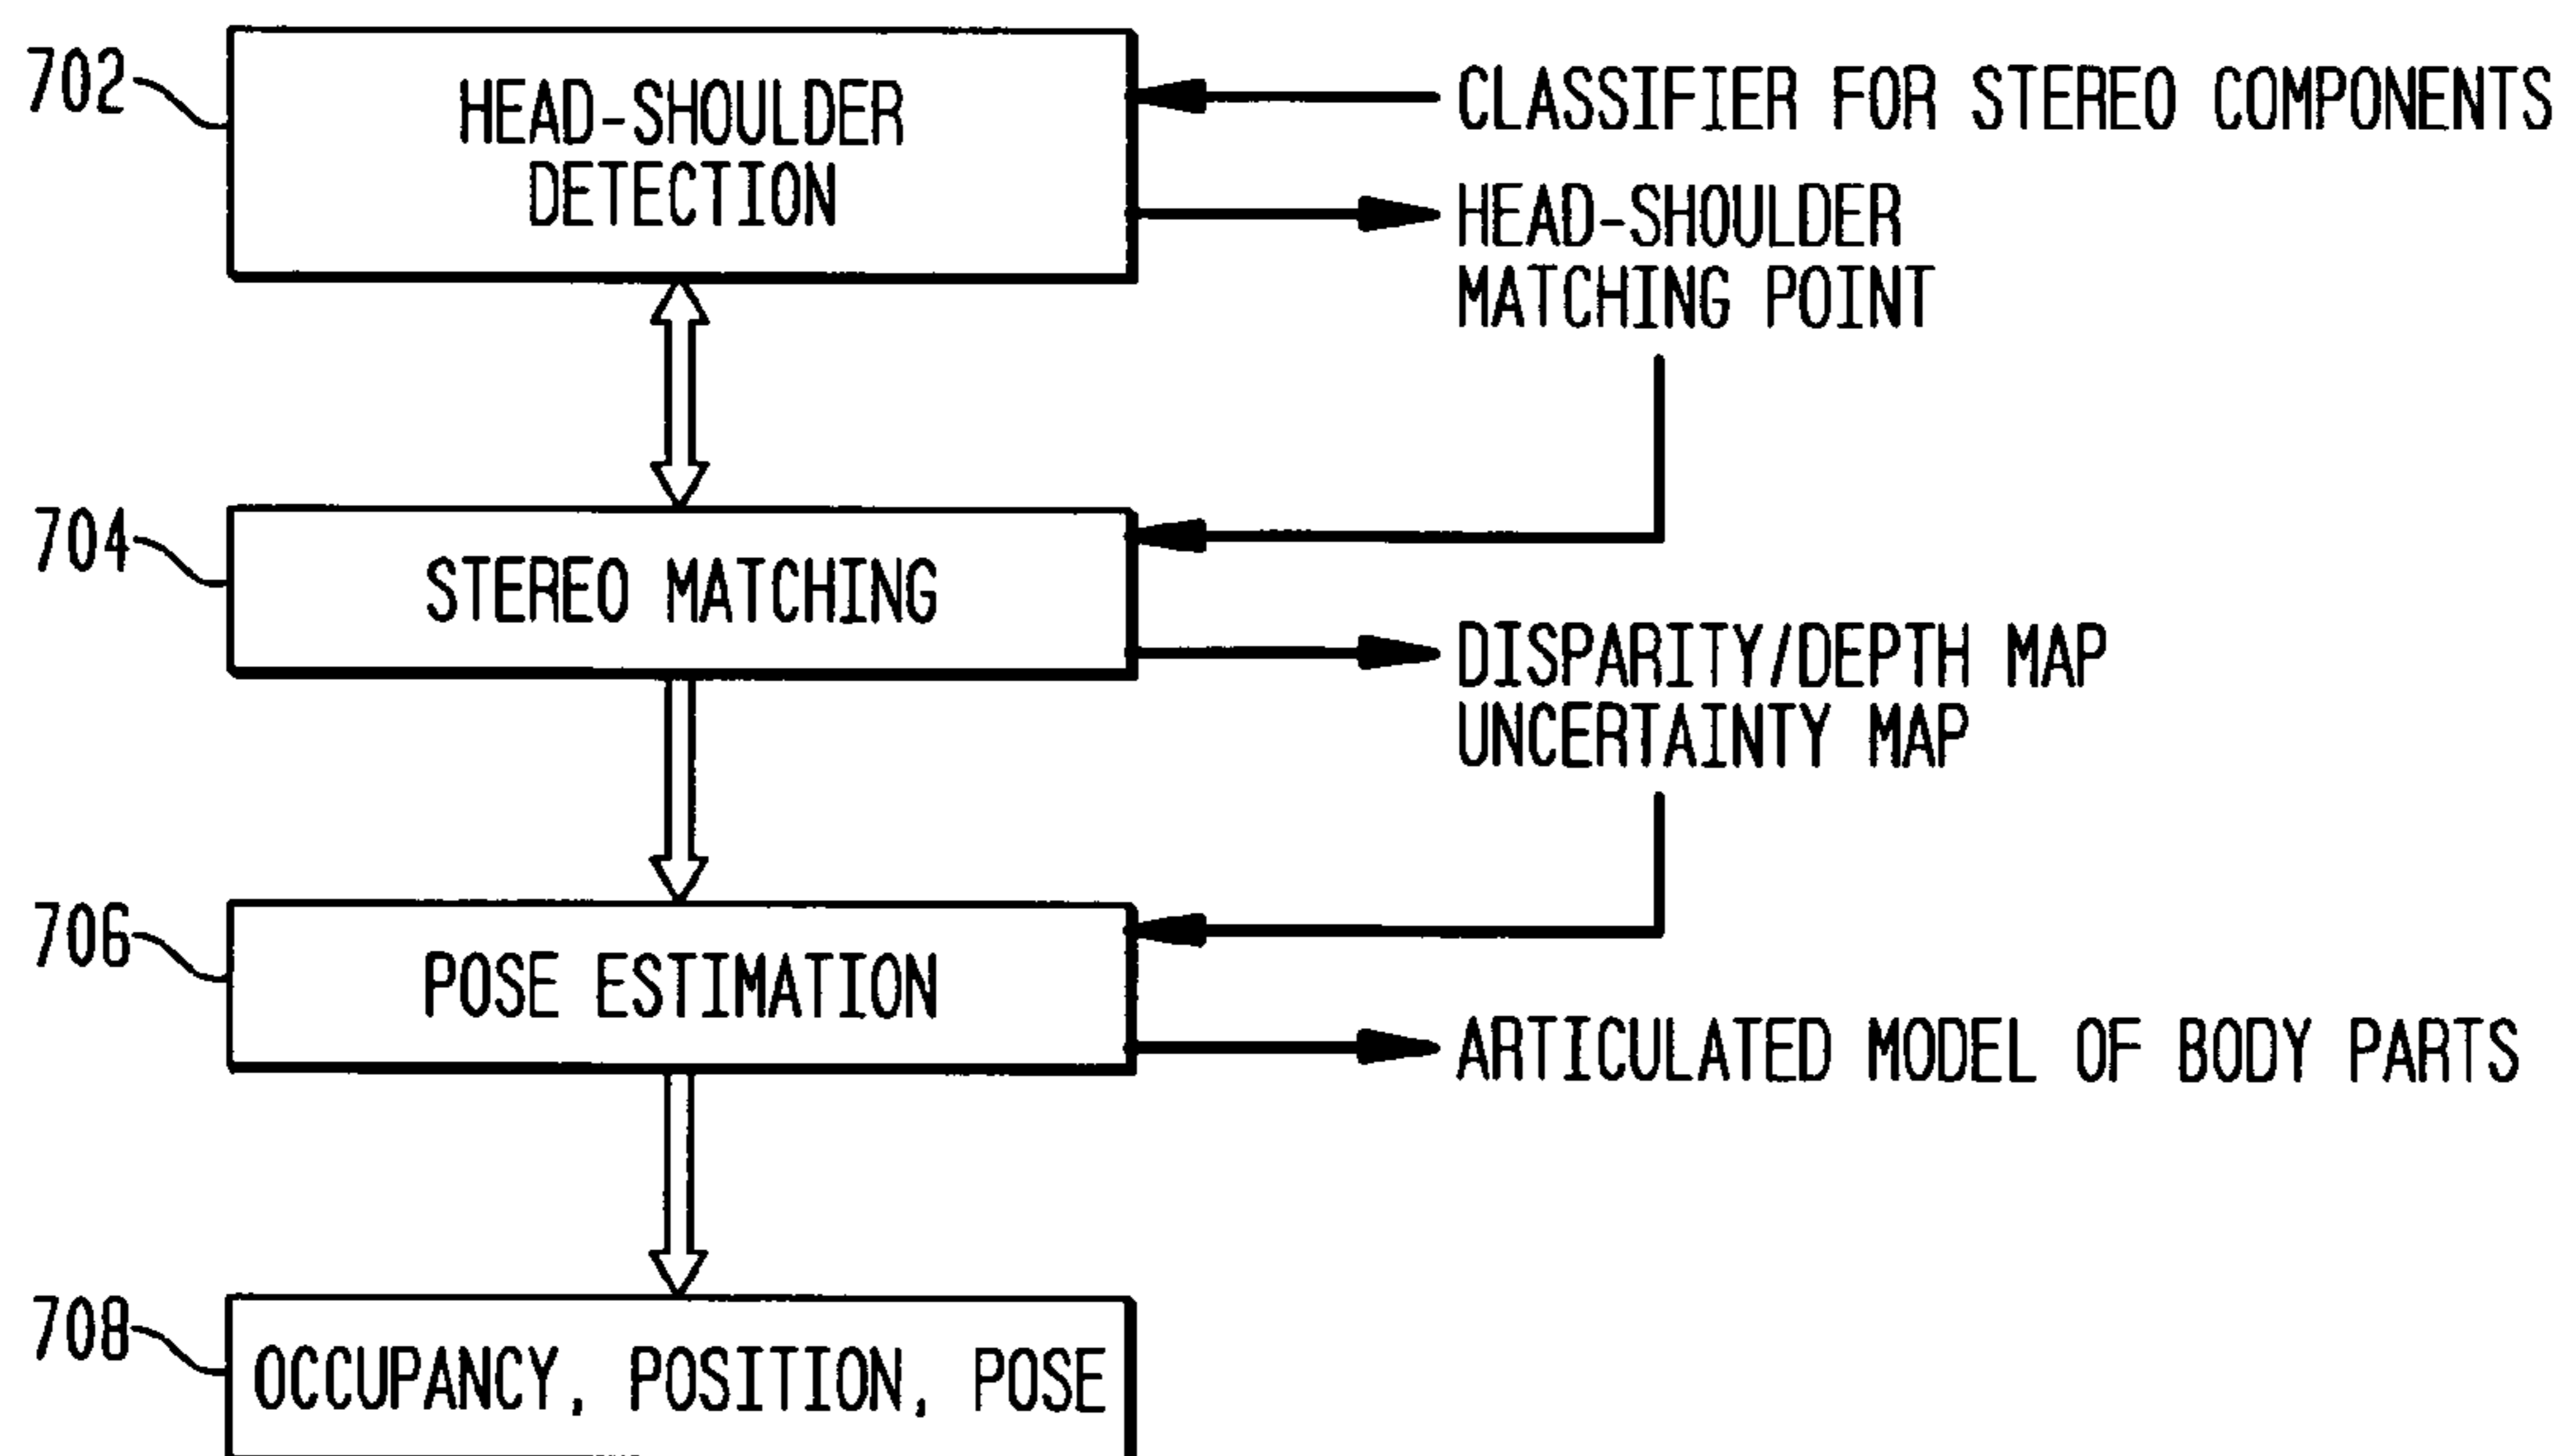 702
HEAD-SHOULDER
DETECTION
CLASSIFIER FOR STEREO COMPONENTS
HEAD-SHOULDER
MATCHING POINT
704
STEREO MATCHING
DISPARITY/DEPTH MAP
UNCERTAINTY MAP
706
POSE ESTIMATION
ARTICULATED MODEL OF BODY PARTS
708
OCCUPANCY, POSITION, POSE